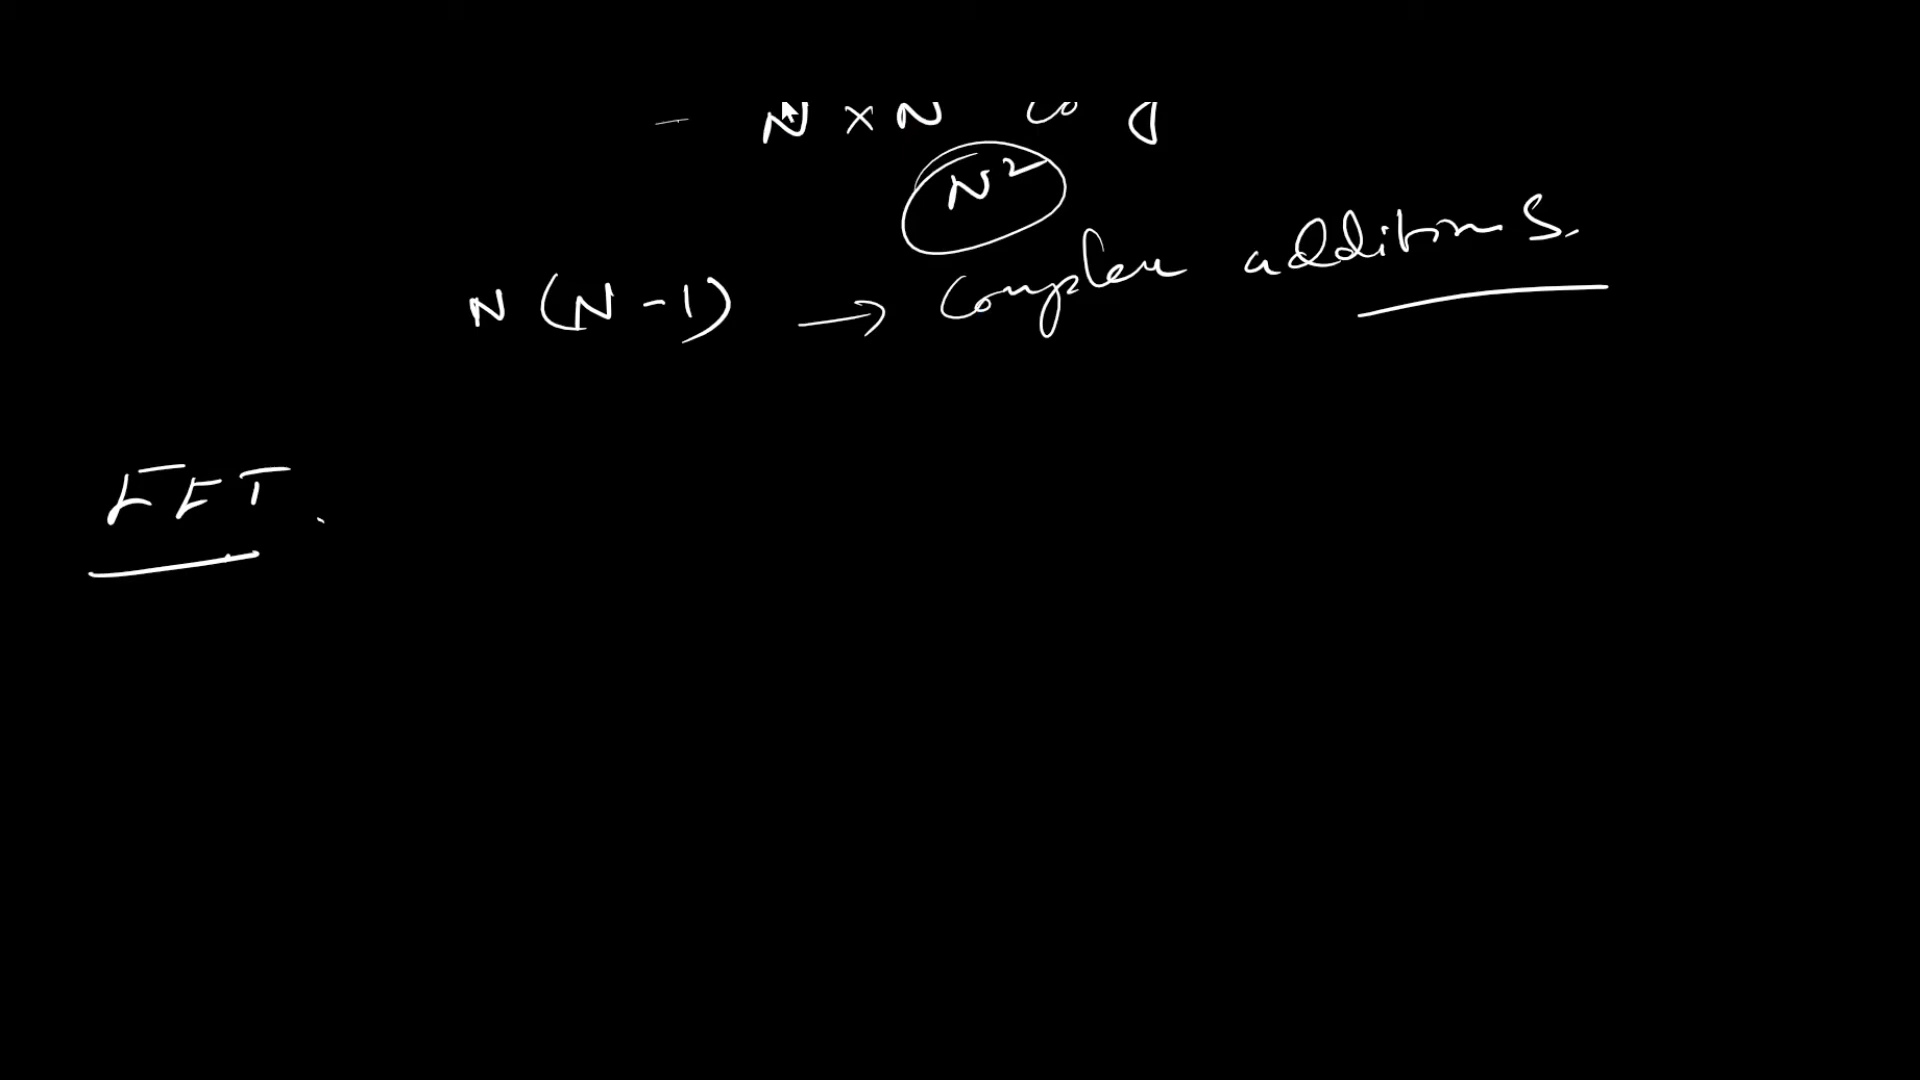 - N × N
N²
N (N - 1) → Complex additions.
FFT.